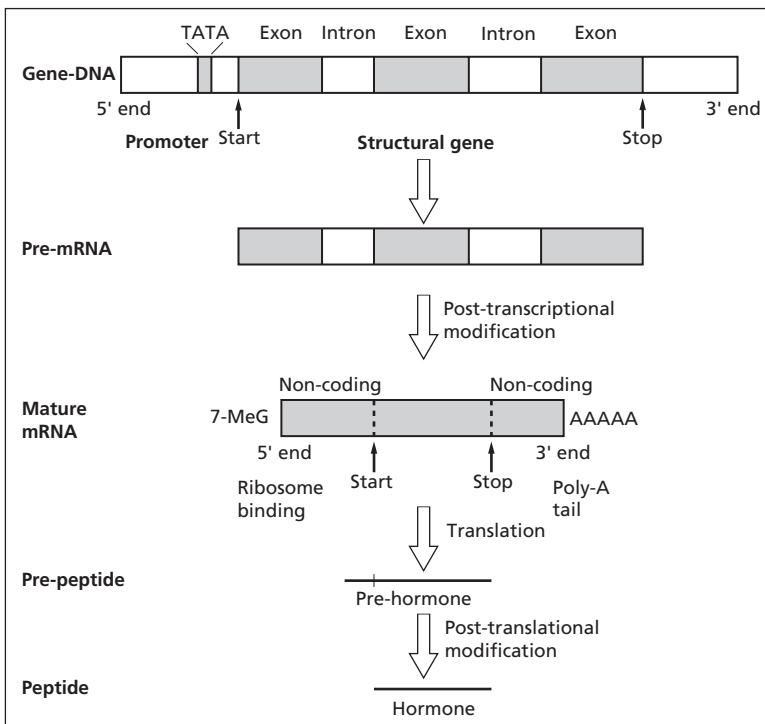 TATA Exon Intron Exon Intron Exon
Gene-DNA
5' end 3' end
Promoter Start Structural gene Stop
Pre-mRNA
Post-transcriptional
modification
Non-coding Non-coding
Mature
mRNA
7-MeG AAAAA
5' end 3' end
Ribosome
binding
Start Stop Poly-A
tail
Translation
Pre-peptide
Pre-hormone
Post-translational
modification
Peptide
Hormone